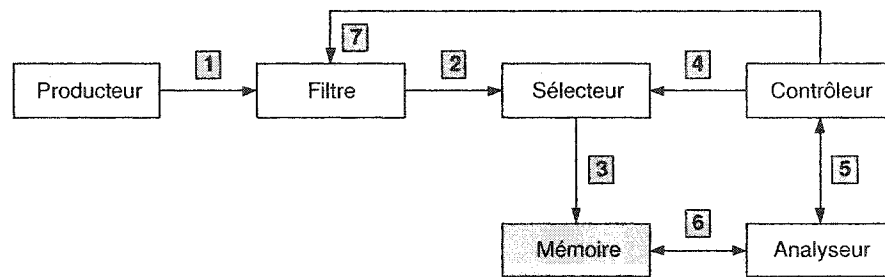 7
1
2
4
Producteur
Filtre
Sélecteur
Contrôleur
3
5
6
Mémoire
Analyseur